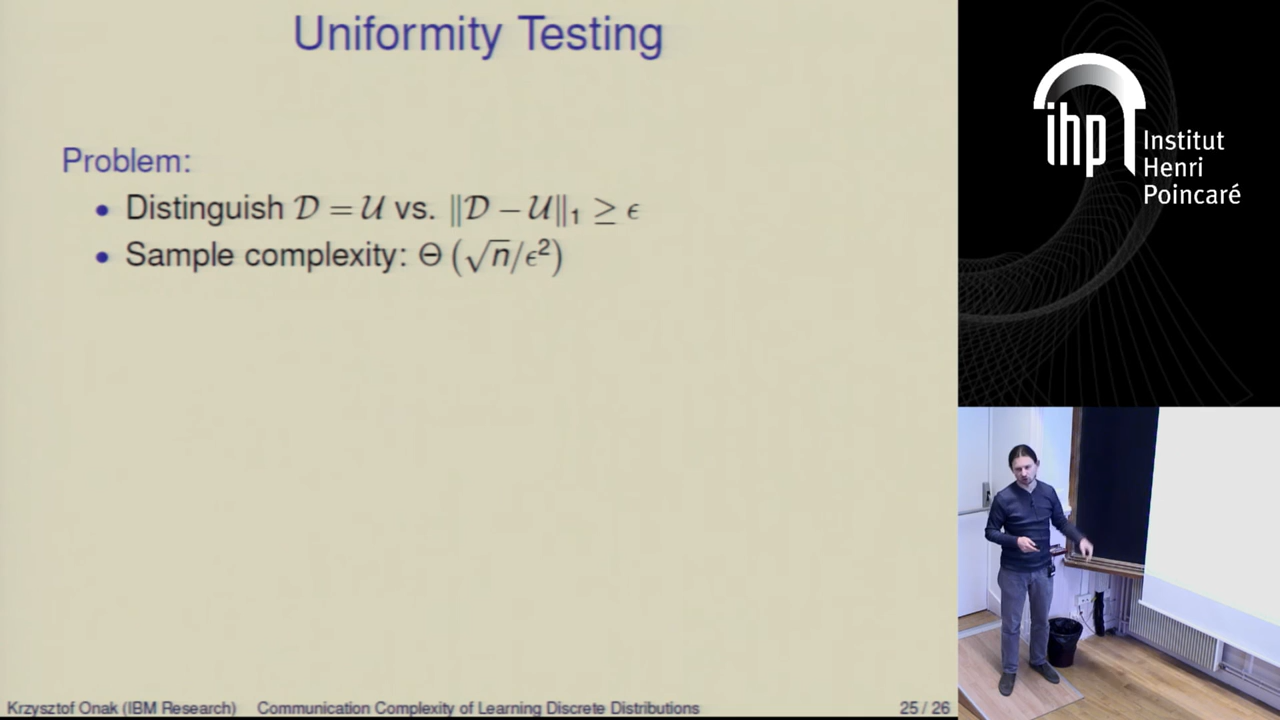 Uniformity Testing
Problem:
• Distinguish 𝒟 = 𝒰 vs. ‖𝒟 − 𝒰‖₁ ≥ ϵ
• Sample complexity: Θ (√n/ϵ²)
Krzysztof Onak (IBM Research) Communication Complexity of Learning Discrete Distributions 25 / 26
ihp Institut
Henri
Poincaré